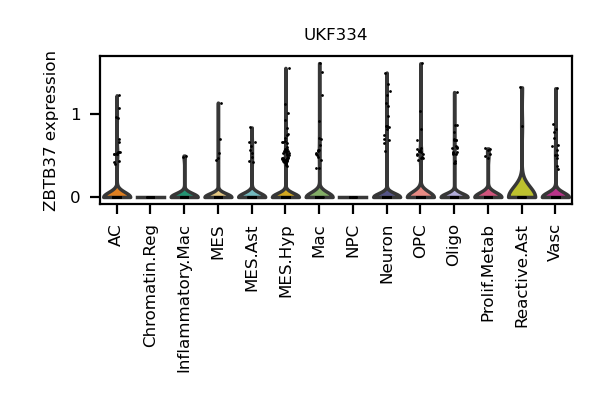 UKF334
ZBTB37 expression
1
0
AC
Chromatin.Reg
Inflammatory.Mac
MES
MES.Ast
MES.Hyp
Mac
NPC
Neuron
OPC
Oligo
Prolif.Metab
Reactive.Ast
Vasc